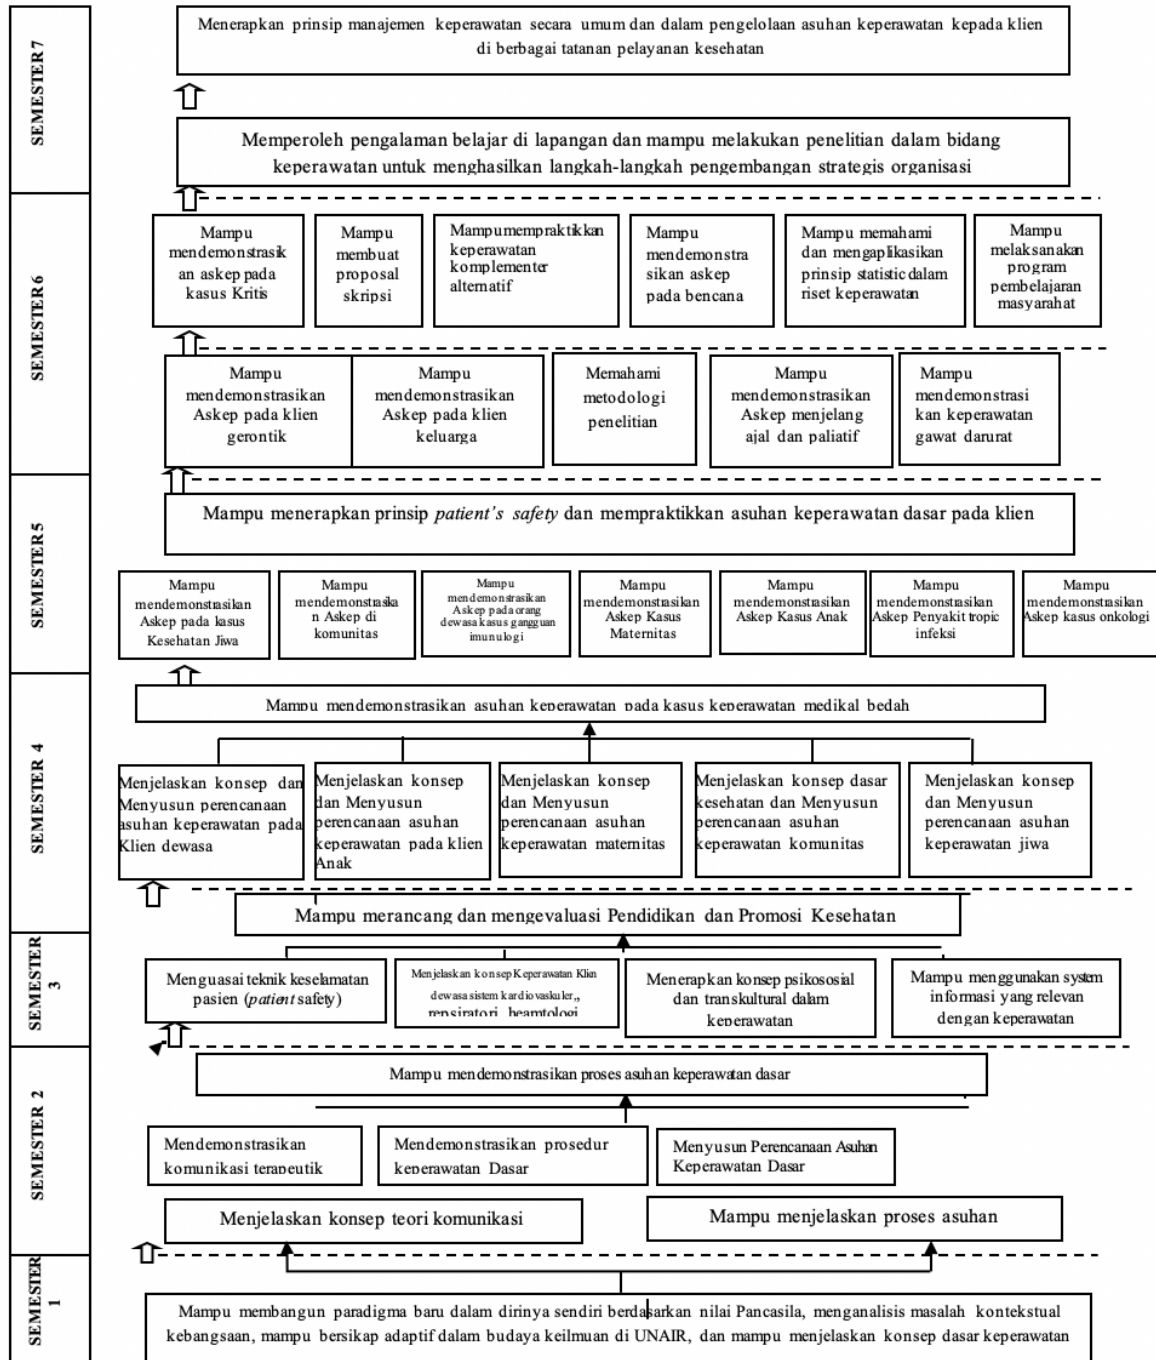 SEMESTER 7
Menerapkan prinsip manajemen keperawatan secara umum dan dalam pengelolaan asuhan keperawatan kepada klien
di berbagai tatanan pelayanan kesehatan
Memperoleh pengalaman belajar di lapangan dan mampu melakukan penelitian dalam bidang
keperawatan untuk menghasilkan langkah-langkah pengembangan strategis organisasi
SEMESTER 6
Mampu
mendemonstrasik
an askep pada
kasus Kritis
Mampu
membuat
proposal
skripsi
Mampu mempraktikkan
keperawatan
komplementer
alternatif
Mampu
mendemonstra
sikan askep
pada bencana
Mampu memahami
dan mengaplikasikan
prinsip statistic dalam
riset keperawatan
Mampu
melaksanakan
program
pembelajaran
masyarahat
Mampu
mendemonstrasikan
Askep pada klien
gerontik
Mampu
mendemonstrasikan
Askep pada klien
keluarga
Memahami
metodologi
penelitian
Mampu
mendemonstrasikan
Askep menjelang
ajal dan paliatif
Mampu
mendemonstrasi
kan keperawatan
gawat darurat
SEMESTER 5
Mampu menerapkan prinsip patient's safety dan mempraktikkan asuhan keperawatan dasar pada klien
Mampu
mendemonstrasikan
Askep pada kasus
Kesehatan Jiwa
Mampu
mendemonstrasika
n Askep di
komunitas
Mampu
mendemonstrasikan
Askep pada orang
dewasa kasus gangguan
imunulogi
Mampu
mendemonstrasikan
Askep Kasus
Maternitas
Mampu
mendemonstrasikan
Askep Kasus Anak
Mampu
mendemonstrasikan
Askep Penyakit tropic
infeksi
Mampu
mendemonstrasikan
Askep kasus onkologi
SEMESTER 4
Mampu mendemonstrasikan asuhan keperawatan pada kasus keperawatan medikal bedah
Menjelaskan konsep dan
Menyusun perencanaan
asuhan keperawatan pada
Klien dewasa
Menjelaskan konsep
dan Menyusun
perencanaan asuhan
keperawatan pada klien
Anak
Menjelaskan konsep
dan Menyusun
perencanaan asuhan
keperawatan maternitas
Menjelaskan konsep dasar
kesehatan dan Menyusun
perencanaan asuhan
keperawatan komunitas
Menjelaskan konsep
dan Menyusun
perencanaan asuhan
keperawatan jiwa
Mampu merancang dan mengevaluasi Pendidikan dan Promosi Kesehatan
SEMESTER
3
Menguasai teknik keselamatan
pasien (patient safety)
Menjelaskan konsep Keperawatan Klien
dewasa sistem kardiovaskuler,,
repsiratori, heamtologi
Menerapkan konsep psikososial
dan transkultural dalam
keperawatan
Mampu menggunakan system
informasi yang relevan
dengan keperawatan
SEMESTER 2
Mampu mendemonstrasikan proses asuhan keperawatan dasar
Mendemonstrasikan
komunikasi terapeutik
Mendemonstrasikan prosedur
keperawatan Dasar
Menyusun Perencanaan Asuhan
Keperawatan Dasar
Menjelaskan konsep teori komunikasi
Mampu menjelaskan proses asuhan
SEMESTER
1
Mampu membangun paradigma baru dalam dirinya sendiri berdasarkan nilai Pancasila, menganalisis masalah kontekstual
kebangsaan, mampu bersikap adaptif dalam budaya keilmuan di UNAIR, dan mampu menjelaskan konsep dasar keperawatan